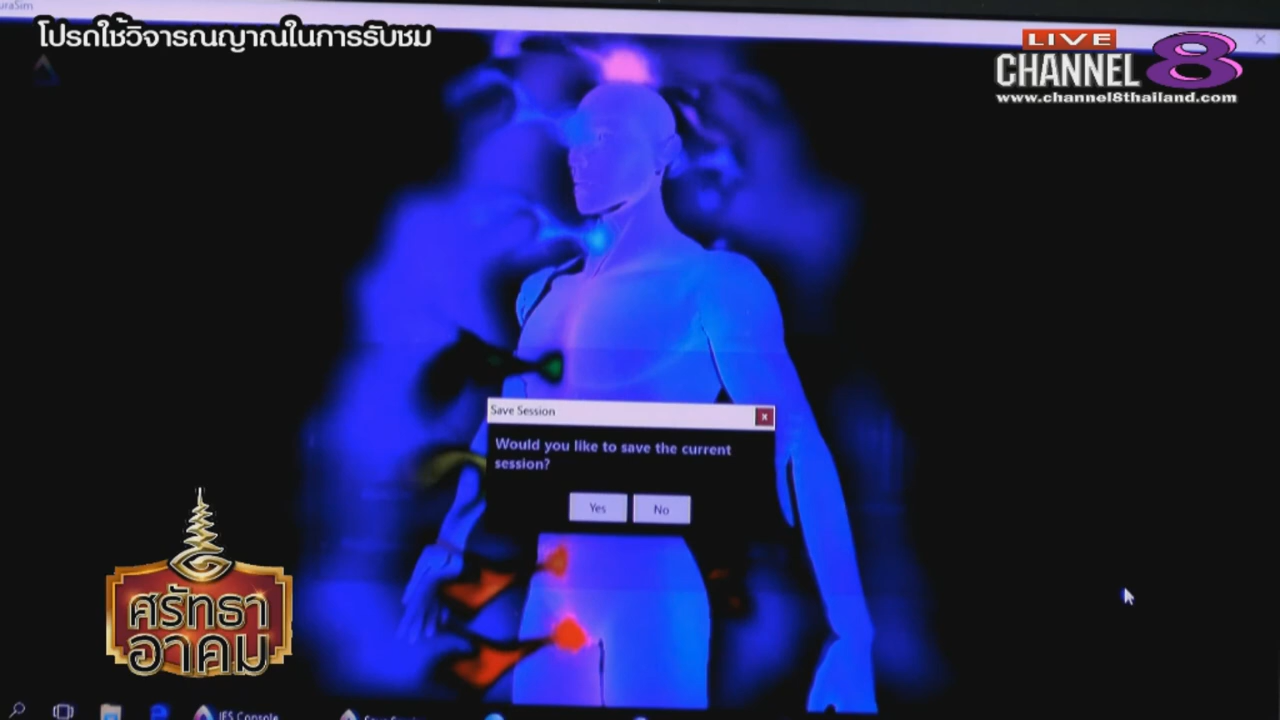 โปรดใช้วิจารณญาณในการรับชม
LIVE
CHANNEL 8
www.channel8thailand.com
Save Session
Would you like to save the current
session?
Yes
No
ศรัทธา
อาคม
IFS Console